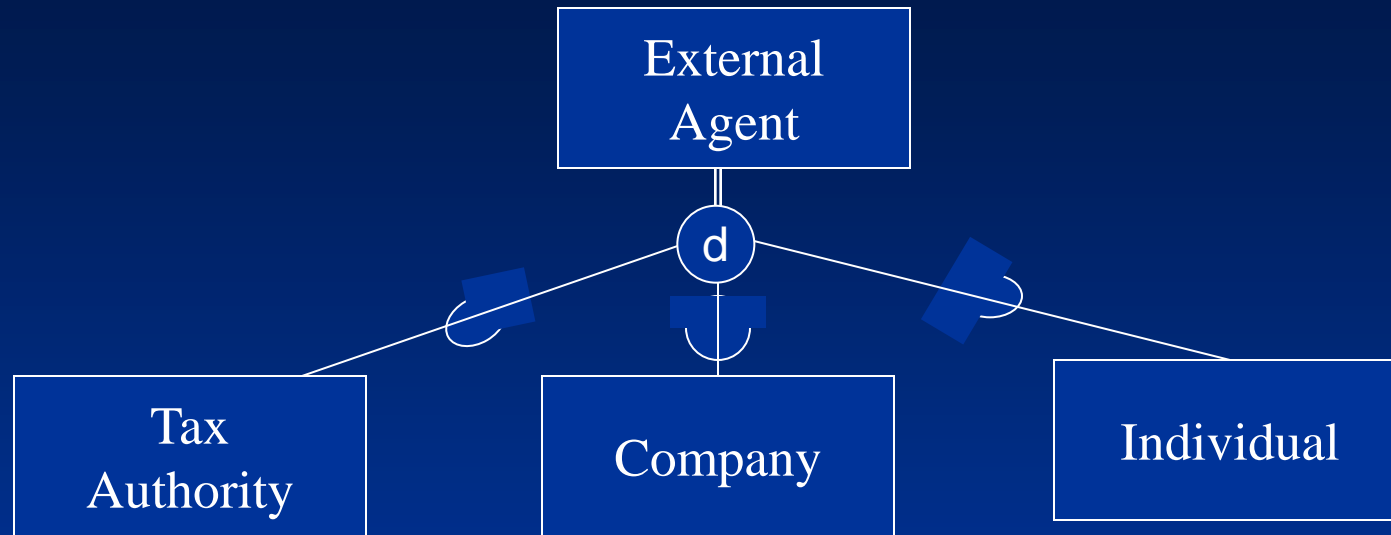 External
Agent
d
Tax
Authority
Company
Individual